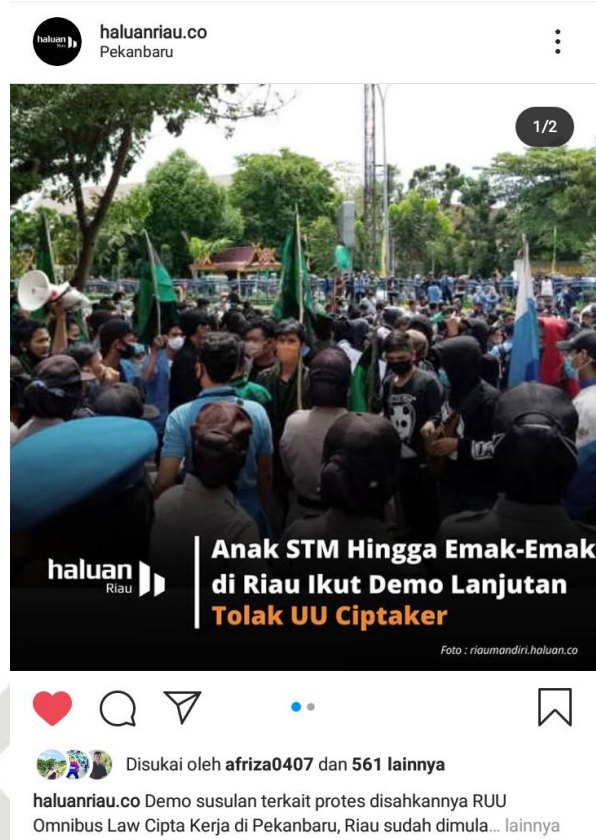 haluan
Riau
haluanriau.co
Pekanbaru
1/2
haluan
Riau
Anak STM Hingga Emak-Emak
di Riau Ikut Demo Lanjutan
Tolak UU Ciptaker
Foto : riaumandiri.haluan.co
Disukai oleh afriza0407 dan 561 lainnya
haluanriau.co Demo susulan terkait protes disahkannya RUU
Omnibus Law Cipta Kerja di Pekanbaru, Riau sudah dimula... lainnya